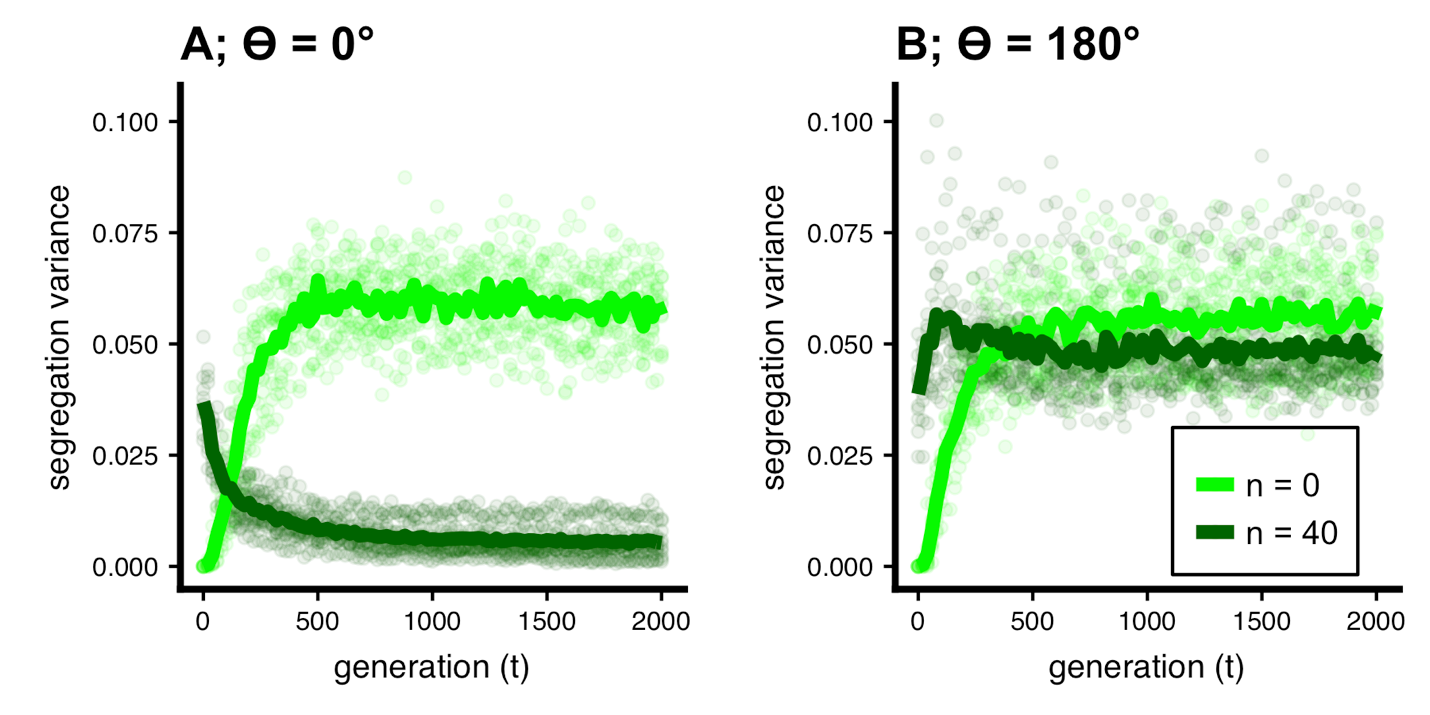 A; ϴ = 0°
segregation variance
0.100
0.075
0.050
0.025
0.000
0
500
1000
1500
2000
generation (t)
B; ϴ = 180°
segregation variance
0.100
0.075
0.050
0.025
0.000
0
500
1000
1500
2000
generation (t)
n = 0
n = 40